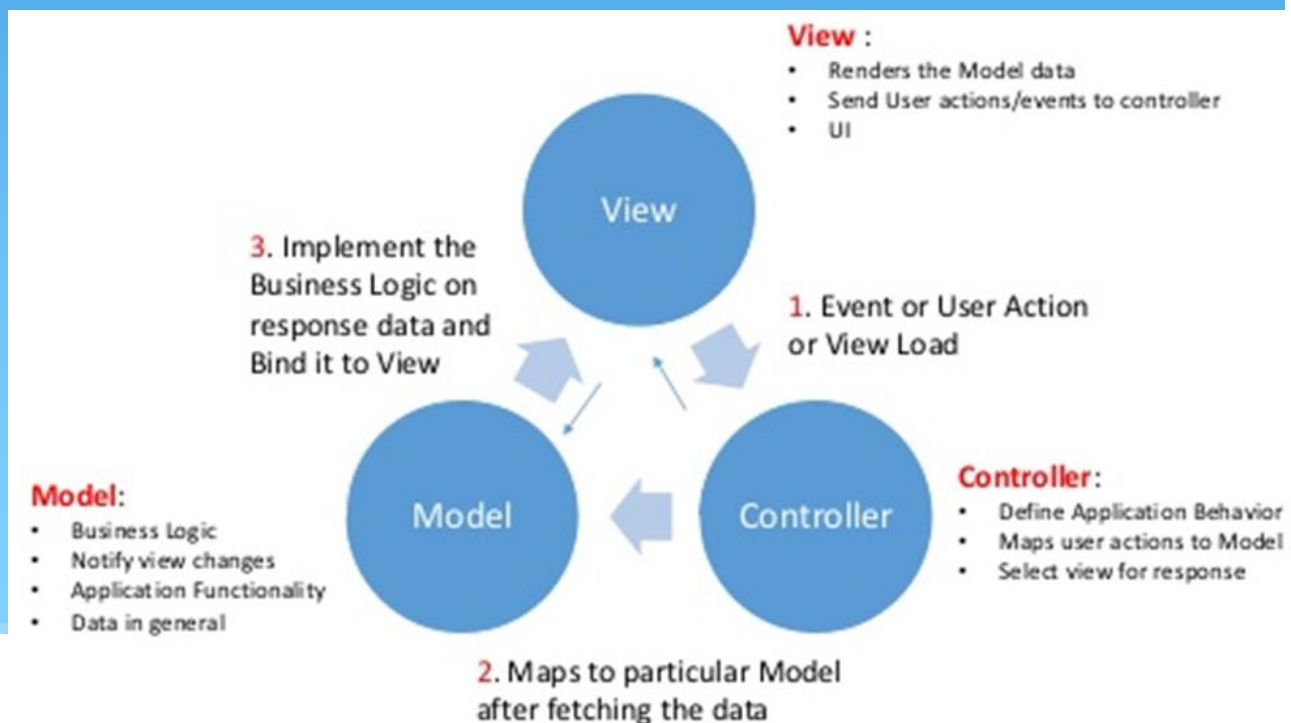 View :
• Renders the Model data
• Send User actions/events to controller
• UI
View
3. Implement the
Business Logic on
response data and
Bind it to View
1. Event or User Action
or View Load
Model:
• Business Logic
• Notify view changes
• Application Functionality
• Data in general
Model
Controller
Controller:
• Define Application Behavior
• Maps user actions to Model
• Select view for response
2. Maps to particular Model
after fetching the data